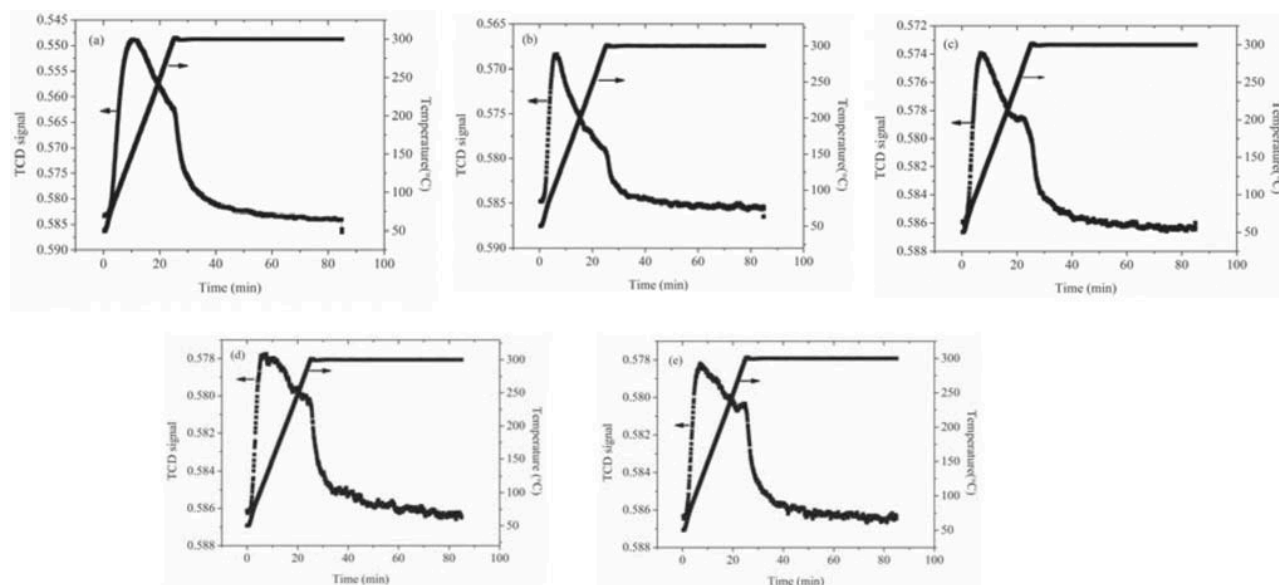 (a)
0.545
0.550
0.555
0.560
0.565
0.570
0.575
0.580
0.585
0.590
TCD signal
300
250
200
150
100
50
Temperature(°C)
0 20 40 60 80 100
Time (min)
(b)
0.565
0.570
0.575
0.580
0.585
0.590
TCD signal
300
250
200
150
100
50
Temperature(°C)
0 20 40 60 80 100
Time (min)
(c)
0.572
0.574
0.576
0.578
0.580
0.582
0.584
0.586
0.588
TCD signal
300
250
200
150
100
50
Temperature(°C)
0 20 40 60 80 100
Time (min)
(d)
0.578
0.580
0.582
0.584
0.586
0.588
TCD signal
300
250
200
150
100
50
Temperature (°C)
0 20 40 60 80 100
Time (min)
(e)
0.578
0.580
0.582
0.584
0.586
0.588
TCD signal
300
250
200
150
100
50
Temperature(°C)
0 20 40 60 80 100
Time (min)